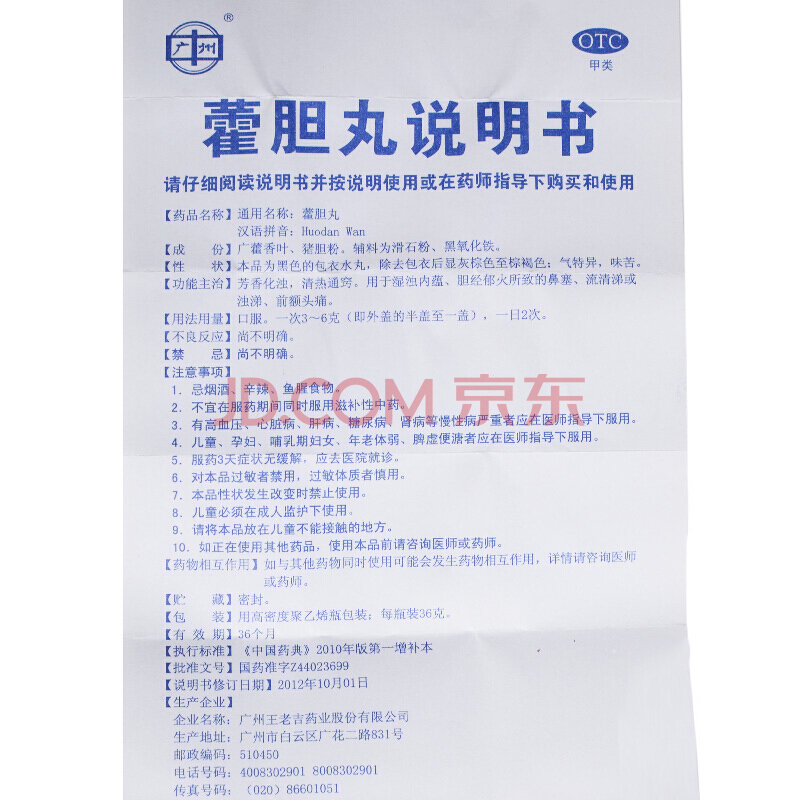 广州®
OTC
甲类
藿胆丸说明书
请仔细阅读说明书并按说明使用或在药师指导下购买和使用
【药品名称】通用名称：藿胆丸
汉语拼音：Huodan Wan
【成　　份】广藿香叶、猪胆粉。辅料为滑石粉、黑氧化铁。
【性　　状】本品为黑色的包衣水丸，除去包衣后显灰棕色至棕褐色；气特异，味苦。
【功能主治】芳香化浊，清热通窍。用于湿浊内蕴、胆经郁火所致的鼻塞、流清涕或
浊涕、前额头痛。
【用法用量】口服。一次3～6克（即外盖的半盖至一盖），一日2次。
【不良反应】尚不明确。
【禁　　忌】尚不明确。
【注意事项】
1．忌烟酒、辛辣、鱼腥食物。
2．不宜在服药期间同时服用滋补性中药。
3．有高血压、心脏病、肝病、糖尿病、肾病等慢性病严重者应在医师指导下服用。
4．儿童、孕妇、哺乳期妇女、年老体弱、脾虚便溏者应在医师指导下服用。
5．服药3天症状无缓解，应去医院就诊。
6．对本品过敏者禁用，过敏体质者慎用。
7．本品性状发生改变时禁止使用。
8．儿童必须在成人监护下使用。
9．请将本品放在儿童不能接触的地方。
10．如正在使用其他药品，使用本品前请咨询医师或药师。
【药物相互作用】如与其他药物同时使用可能会发生药物相互作用，详情请咨询医师
或药师。
【贮　　藏】密封。
【包　　装】用高密度聚乙烯瓶包装；每瓶装36克。
【有 效 期】36个月
【执行标准】《中国药典》2010年版第一增补本
【批准文号】国药准字Z44023699
【说明书修订日期】2012年10月01日
【生产企业】
企业名称：广州王老吉药业股份有限公司
生产地址：广州市白云区广花二路831号
邮政编码：510450
电话号码：4008302901 8008302901
传真号码：（020）86601051
JD.COM 京东